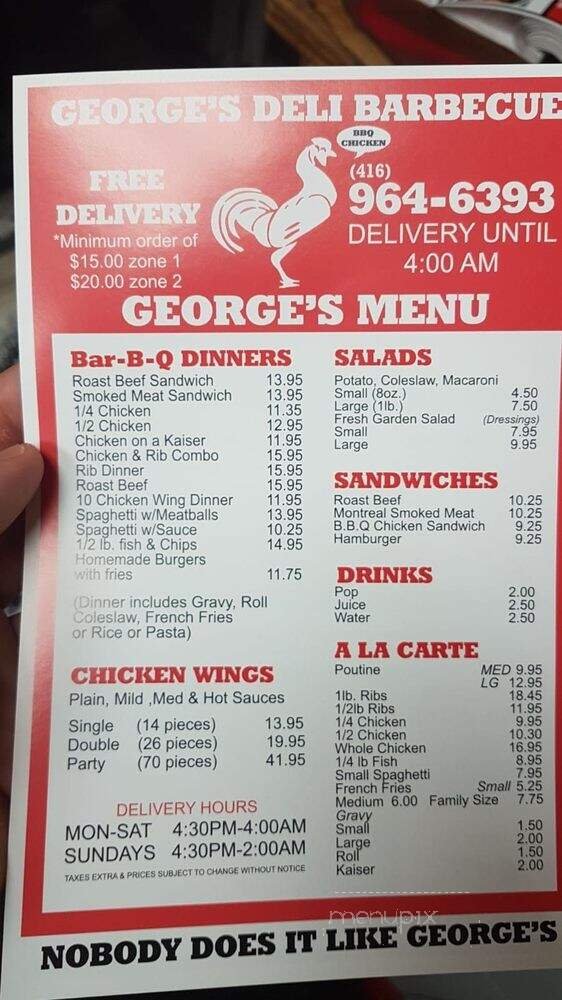 GEORGE'S DELI BARBECUE
BBQ
CHICKEN
FREE
DELIVERY
*Minimum order of
$15.00 zone 1
$20.00 zone 2
(416)
964-6393
DELIVERY UNTIL
4:00 AM
GEORGE'S MENU
Bar-B-Q DINNERS
Roast Beef Sandwich 13.95
Smoked Meat Sandwich 13.95
1/4 Chicken 11.35
1/2 Chicken 12.95
Chicken on a Kaiser 11.95
Chicken & Rib Combo 15.95
Rib Dinner 15.95
Roast Beef 15.95
10 Chicken Wing Dinner 11.95
Spaghetti w/Meatballs 13.95
Spaghetti w/Sauce 10.25
1/2 lb. fish & Chips 14.95
Homemade Burgers
with fries 11.75
(Dinner includes Gravy, Roll
Coleslaw, French Fries
or Rice or Pasta)
CHICKEN WINGS
Plain, Mild ,Med & Hot Sauces
Single (14 pieces) 13.95
Double (26 pieces) 19.95
Party (70 pieces) 41.95
DELIVERY HOURS
MON-SAT 4:30PM-4:00AM
SUNDAYS 4:30PM-2:00AM
TAXES EXTRA & PRICES SUBJECT TO CHANGE WITHOUT NOTICE
SALADS
Potato, Coleslaw, Macaroni
Small (8oz.) 4.50
Large (1lb.) 7.50
Fresh Garden Salad (Dressings)
Small 7.95
Large 9.95
SANDWICHES
Roast Beef 10.25
Montreal Smoked Meat 10.25
B.B.Q Chicken Sandwich 9.25
Hamburger 9.25
DRINKS
Pop 2.00
Juice 2.50
Water 2.50
A LA CARTE
Poutine MED 9.95
LG 12.95
1lb. Ribs 18.45
1/2lb Ribs 11.95
1/4 Chicken 9.95
1/2 Chicken 10.30
Whole Chicken 16.95
1/4 lb Fish 8.95
Small Spaghetti 7.95
French Fries Small 5.25
Medium 6.00 Family Size 7.75
Gravy
Small 1.50
Large 2.00
Roll 1.50
Kaiser 2.00
menupix
NOBODY DOES IT LIKE GEORGE'S